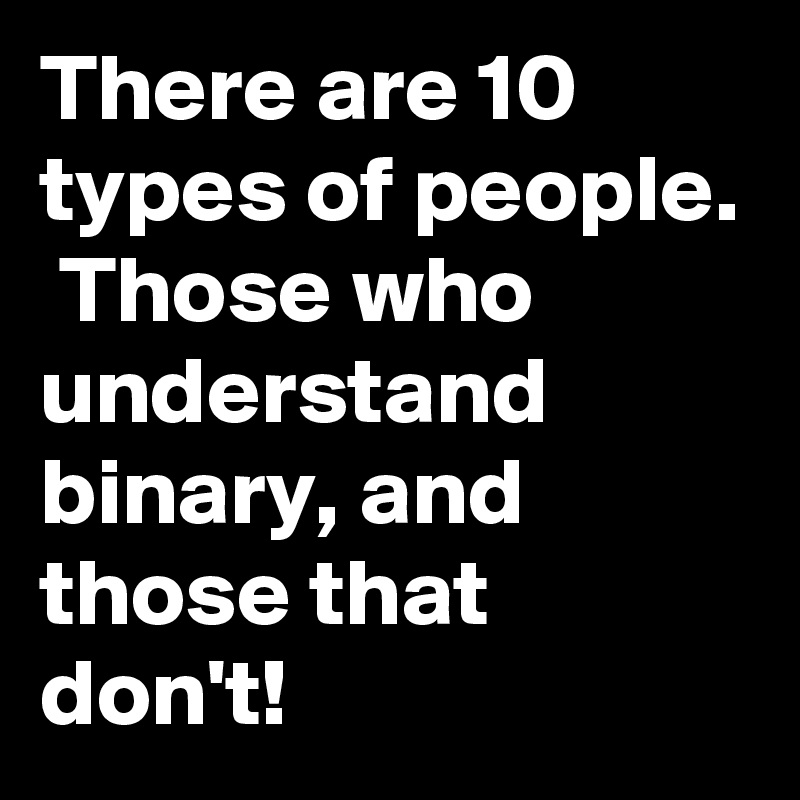 There are 10
types of people.
Those who
understand
binary, and
those that
don't!